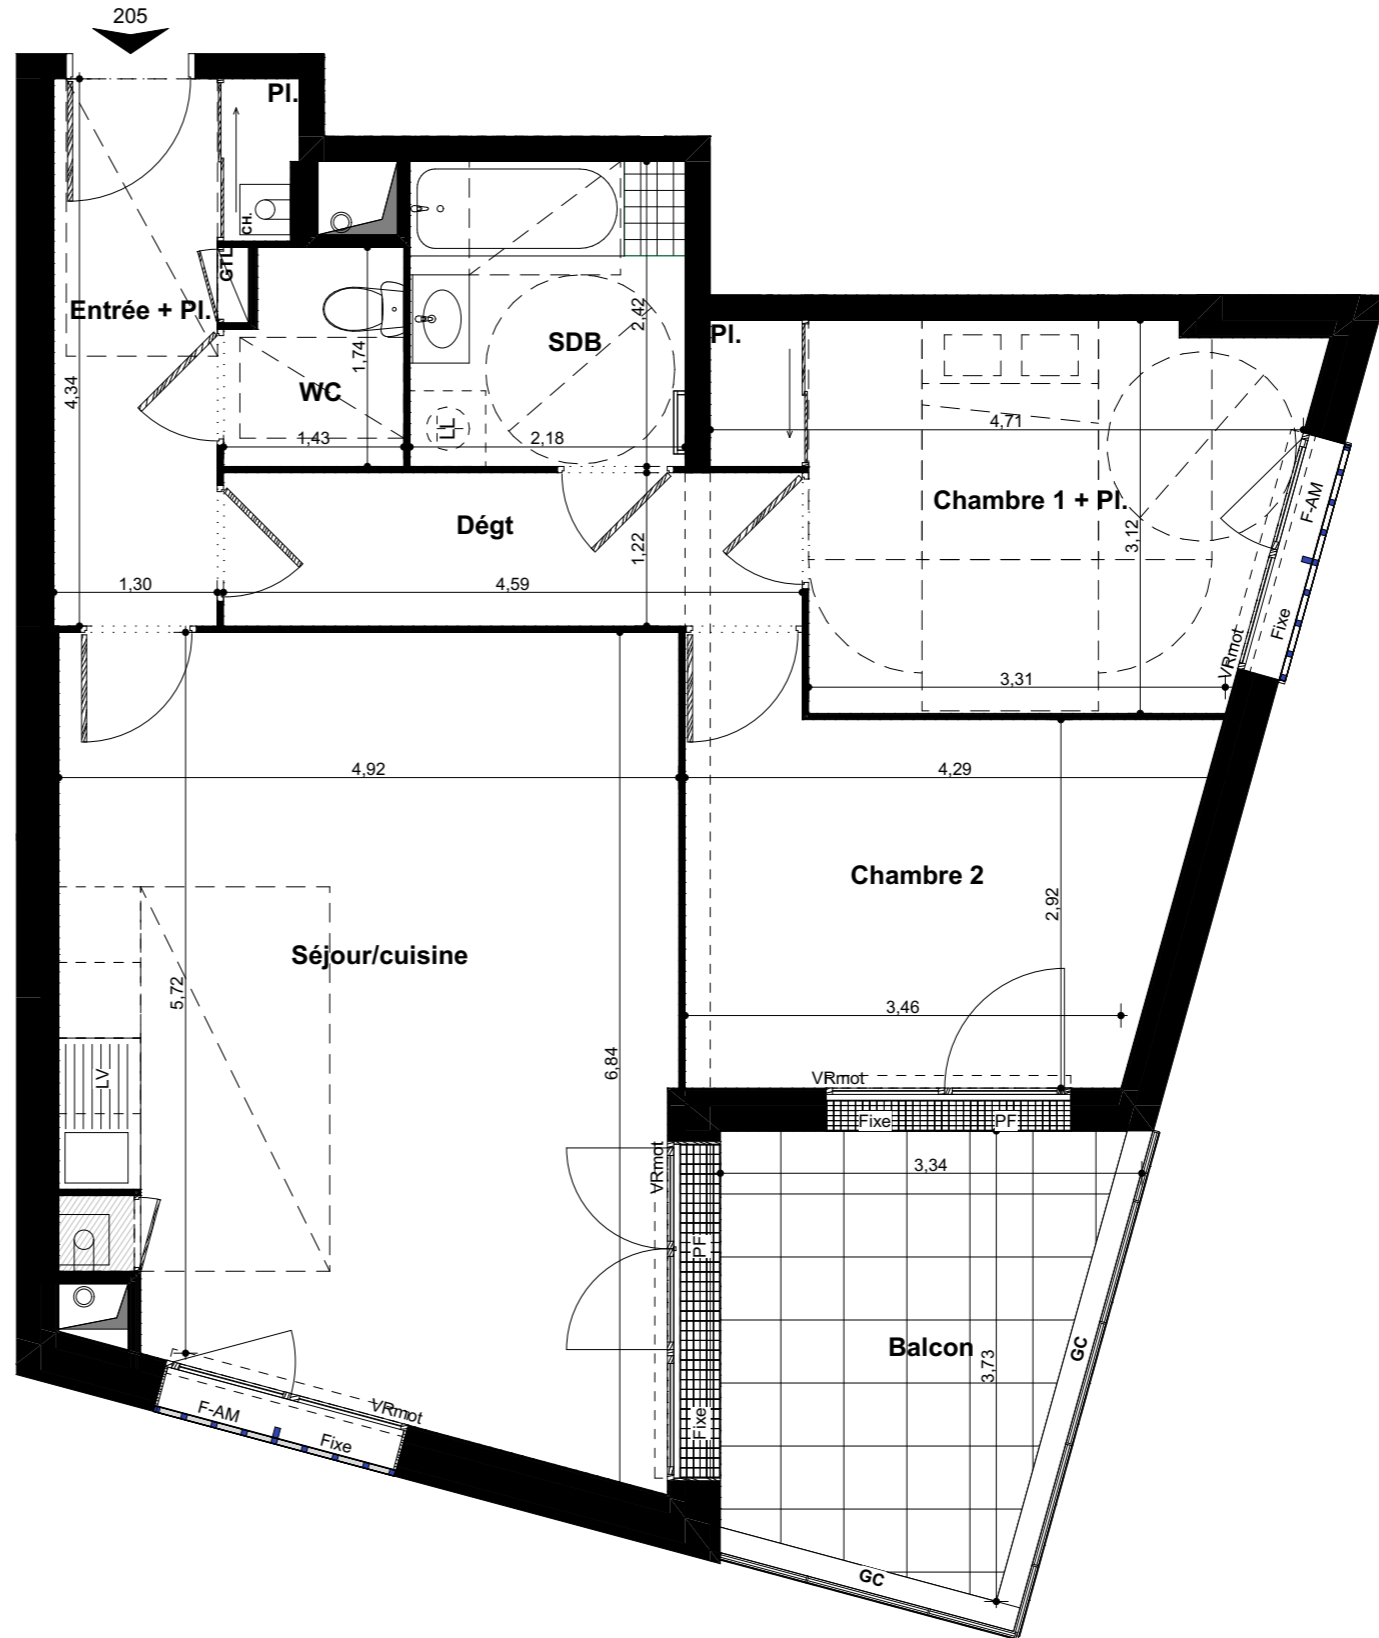 205
Pl.
CH.
GTL
Entrée + Pl.
4,34
1,74
WC
1,43
SDB
2,42
LL
2,18
Pl.
4,71
Chambre 1 + Pl.
3,12
F-AM
Fixe
VRmot
3,31
Dégt
1,22
1,30
4,59
4,92
4,29
Chambre 2
2,92
3,46
Séjour/cuisine
5,72
6,84
LV
VRmot
Fixe
PF
VRmot
PF
Fixe
3,34
Balcon
3,73
GC
GC
VRmot
F-AM
Fixe